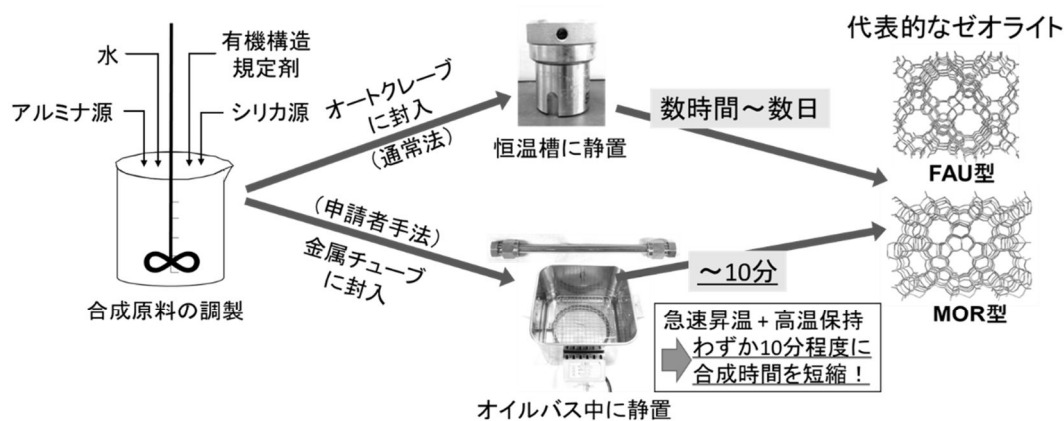 水
有機構造
規定剤
アルミナ源
シリカ源
合成原料の調製
オートクレーブ
に封入
(通常法)
恒温槽に静置
数時間～数日
(申請者手法)
金属チューブ
に封入
オイルバス中に静置
～10分
急速昇温 + 高温保持
わずか10分程度に
合成時間を短縮！
代表的なゼオライト
FAU型
MOR型